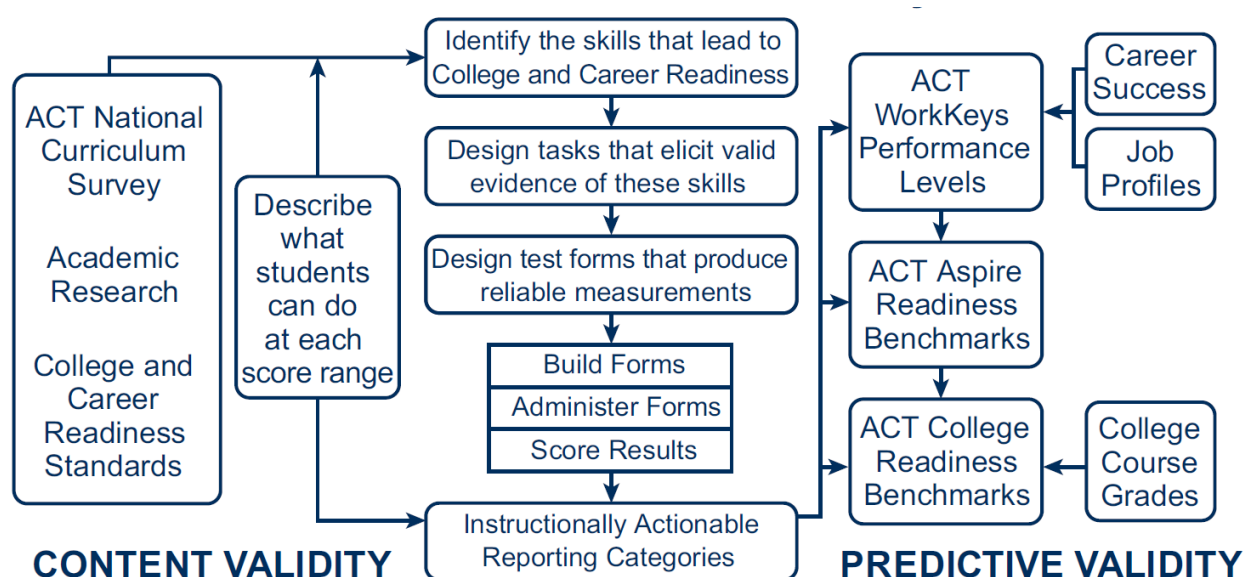 ACT National
Curriculum
Survey
Academic
Research
College and
Career
Readiness
Standards
Describe
what
students
can do
at each
score range
CONTENT VALIDITY
Identify the skills that lead to
College and Career Readiness
Design tasks that elicit valid
evidence of these skills
Design test forms that produce
reliable measurements
Build Forms
Administer Forms
Score Results
Instructionally Actionable
Reporting Categories
ACT
WorkKeys
Performance
Levels
ACT Aspire
Readiness
Benchmarks
ACT College
Readiness
Benchmarks
Career
Success
Job
Profiles
College
Course
Grades
PREDICTIVE VALIDITY